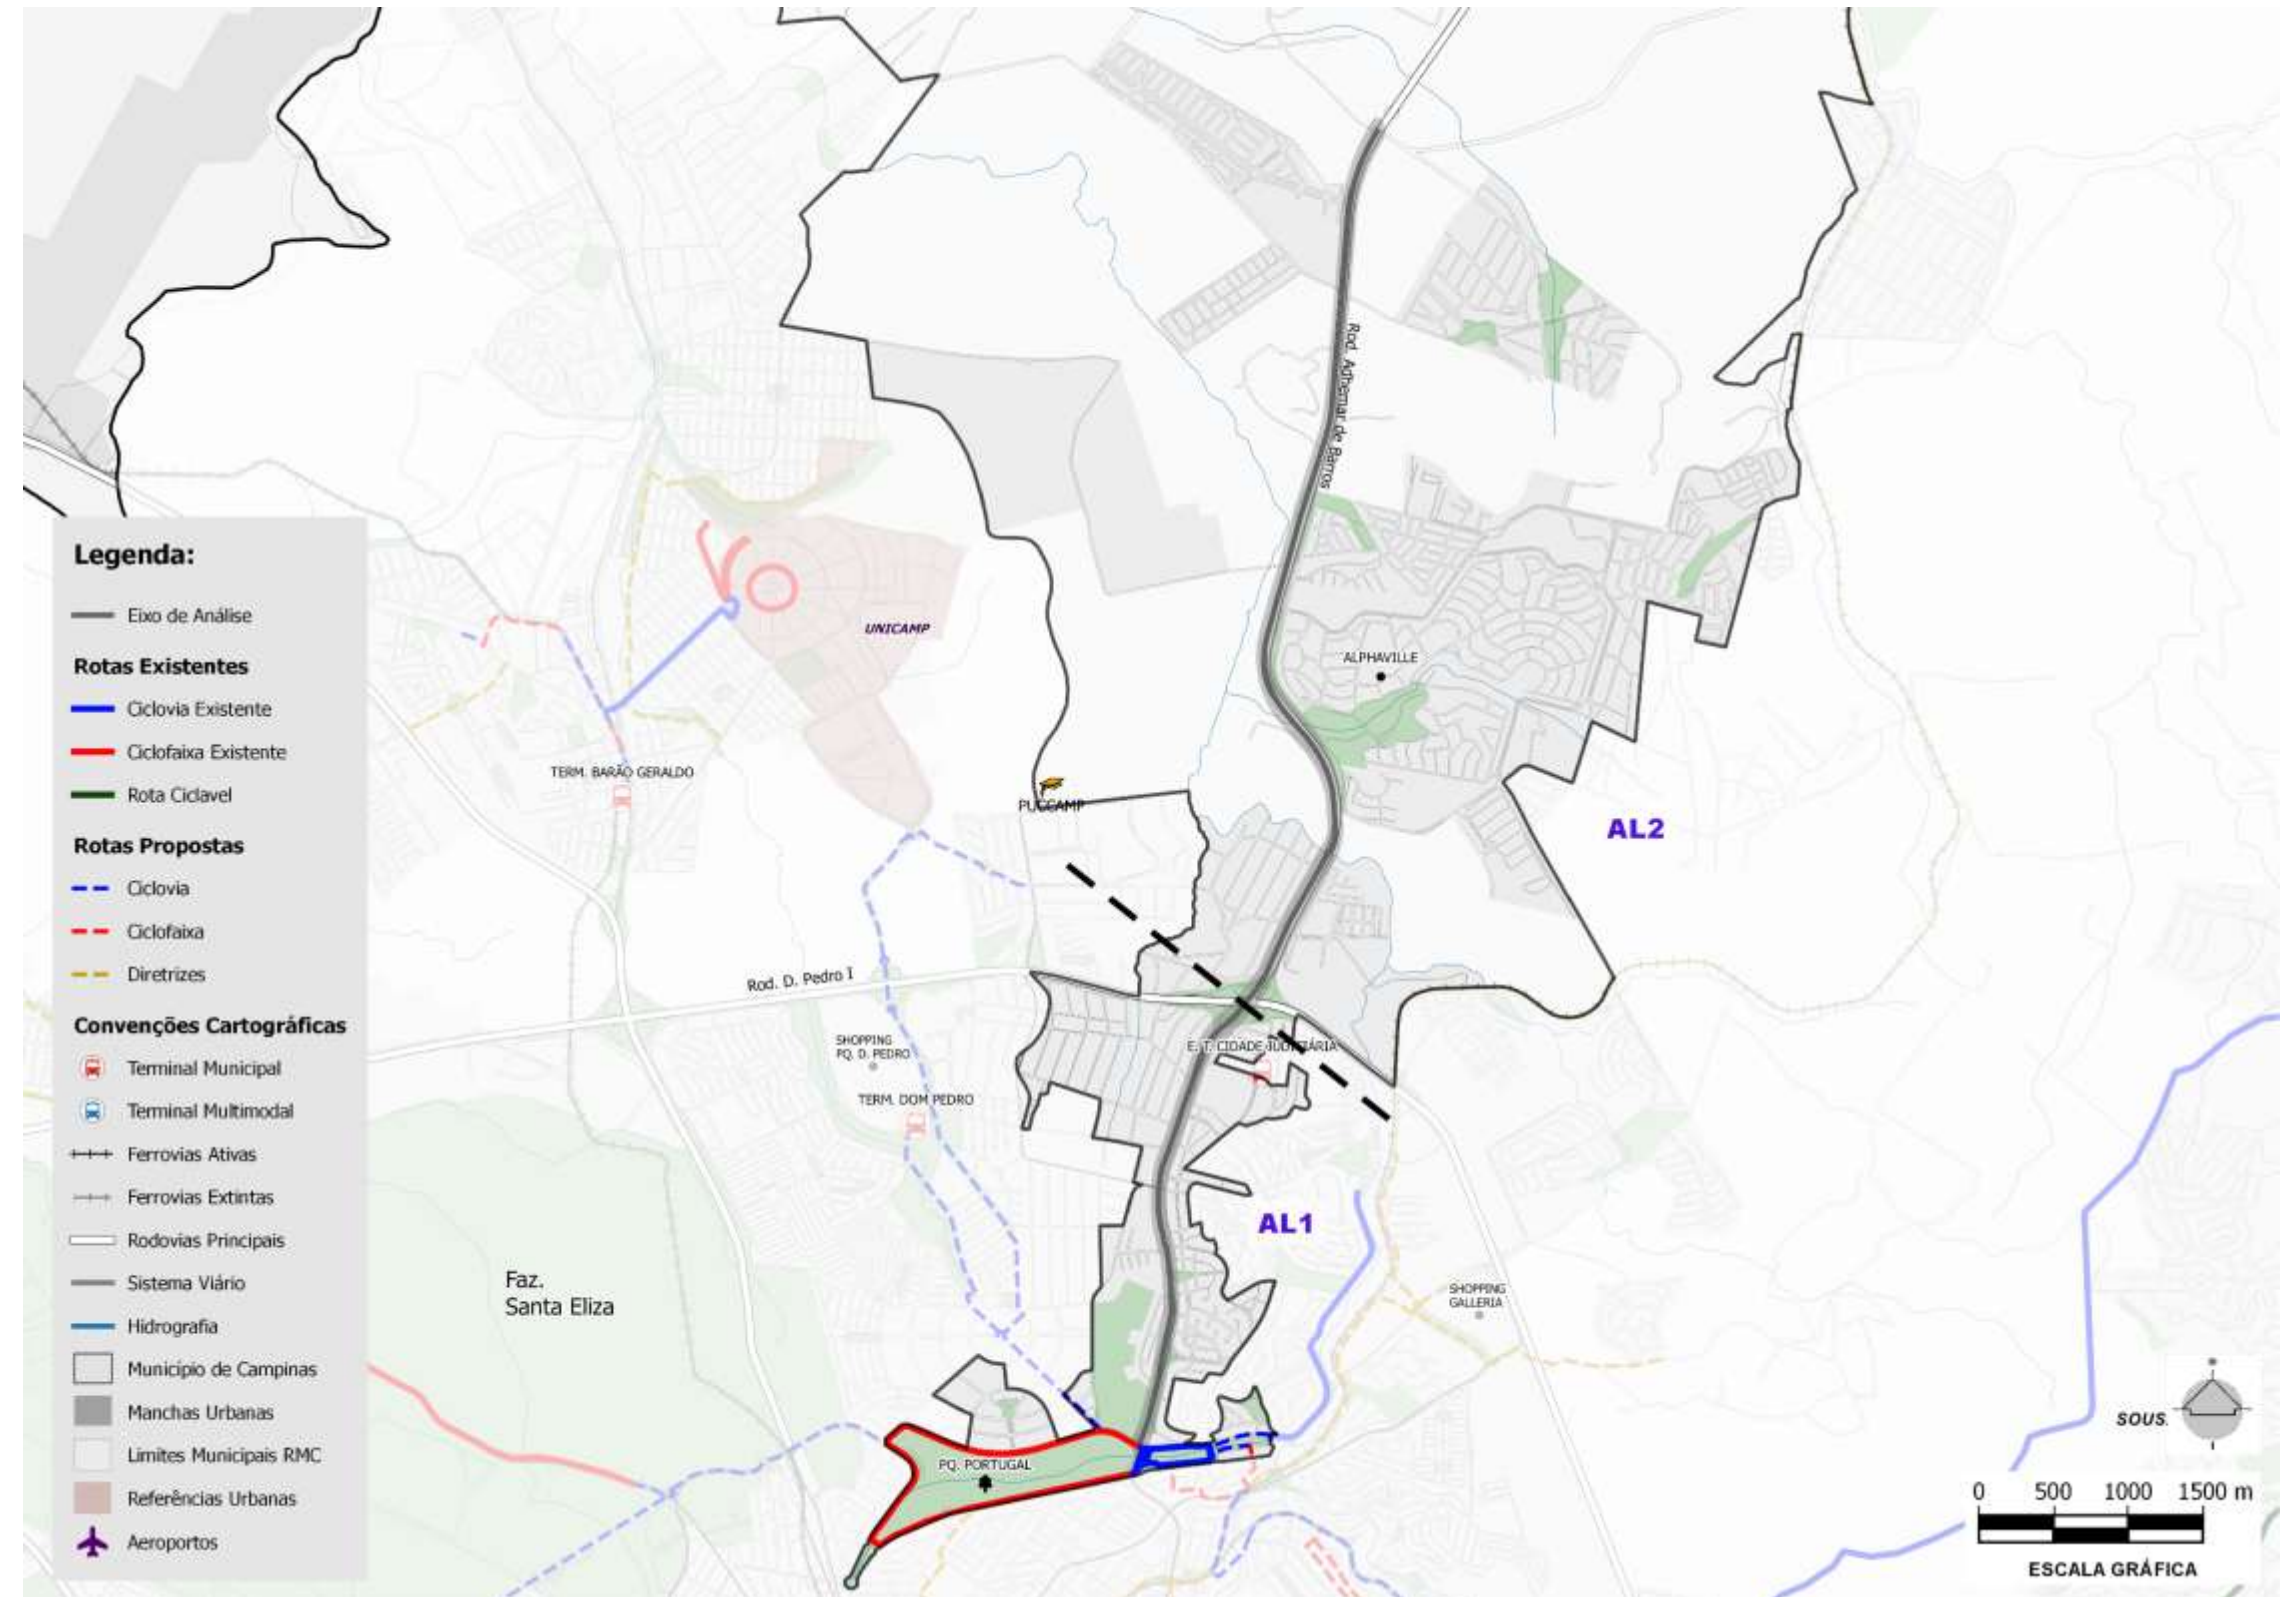 Rod. Adhemar de Barros
Legenda:
Eixo de Análise
Rotas Existentes
Ciclovia Existente
Ciclofaixa Existente
Rota Ciclavel
Rotas Propostas
Ciclovia
Ciclofaixa
Diretrizes
Convenções Cartográficas
Terminal Municipal
Terminal Multimodal
Ferrovias Ativas
Ferrovias Extintas
Rodovias Principais
Sistema Viário
Hidrografia
Município de Campinas
Manchas Urbanas
Limites Municipais RMC
Referências Urbanas
Aeroportos
UNICAMP
ALPHAVILLE
TERM. BARÃO GERALDO
PUCCAMP
AL2
Rod. D. Pedro I
SHOPPING
PQ. D. PEDRO
E. T. CIDADE JUDICIÁRIA
TERM. DOM PEDRO
AL1
Faz.
Santa Eliza
SHOPPING
GALLERIA
PQ. PORTUGAL
SOUS.
0 500 1000 1500 m
ESCALA GRÁFICA